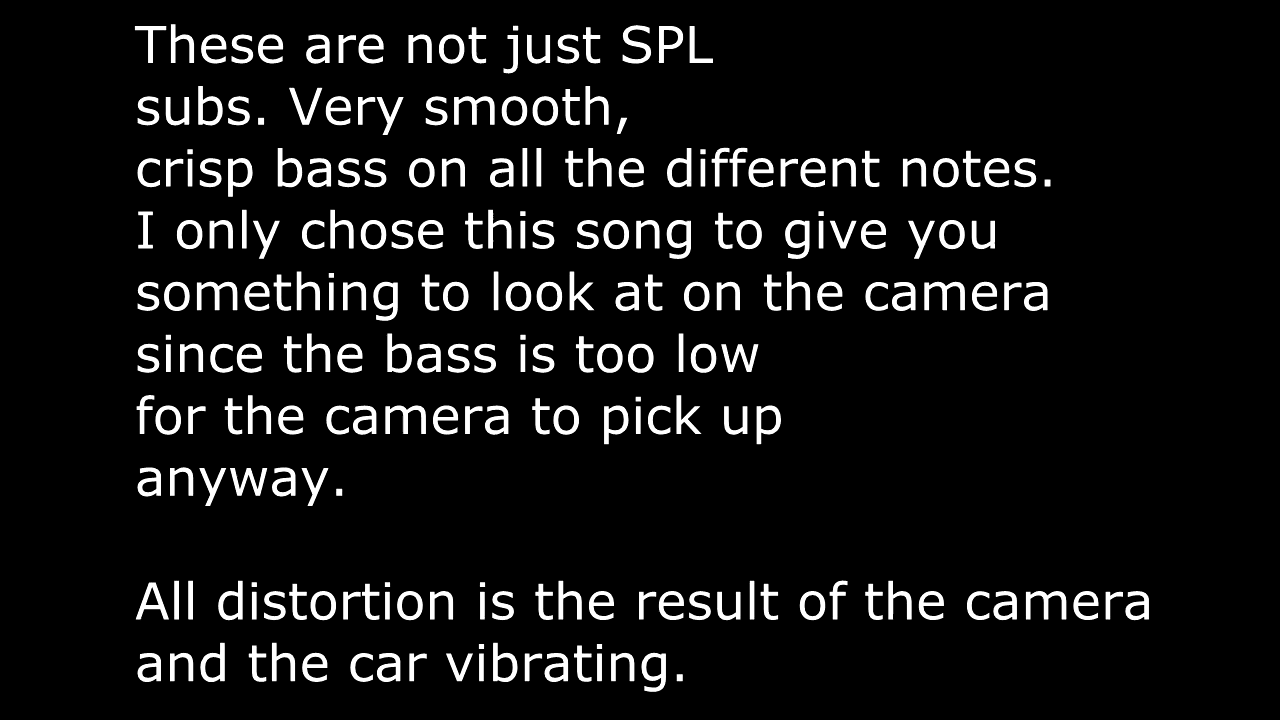 These are not just SPL
subs. Very smooth,
crisp bass on all the different notes.
I only chose this song to give you
something to look at on the camera
since the bass is too low
for the camera to pick up
anyway.
All distortion is the result of the camera
and the car vibrating.